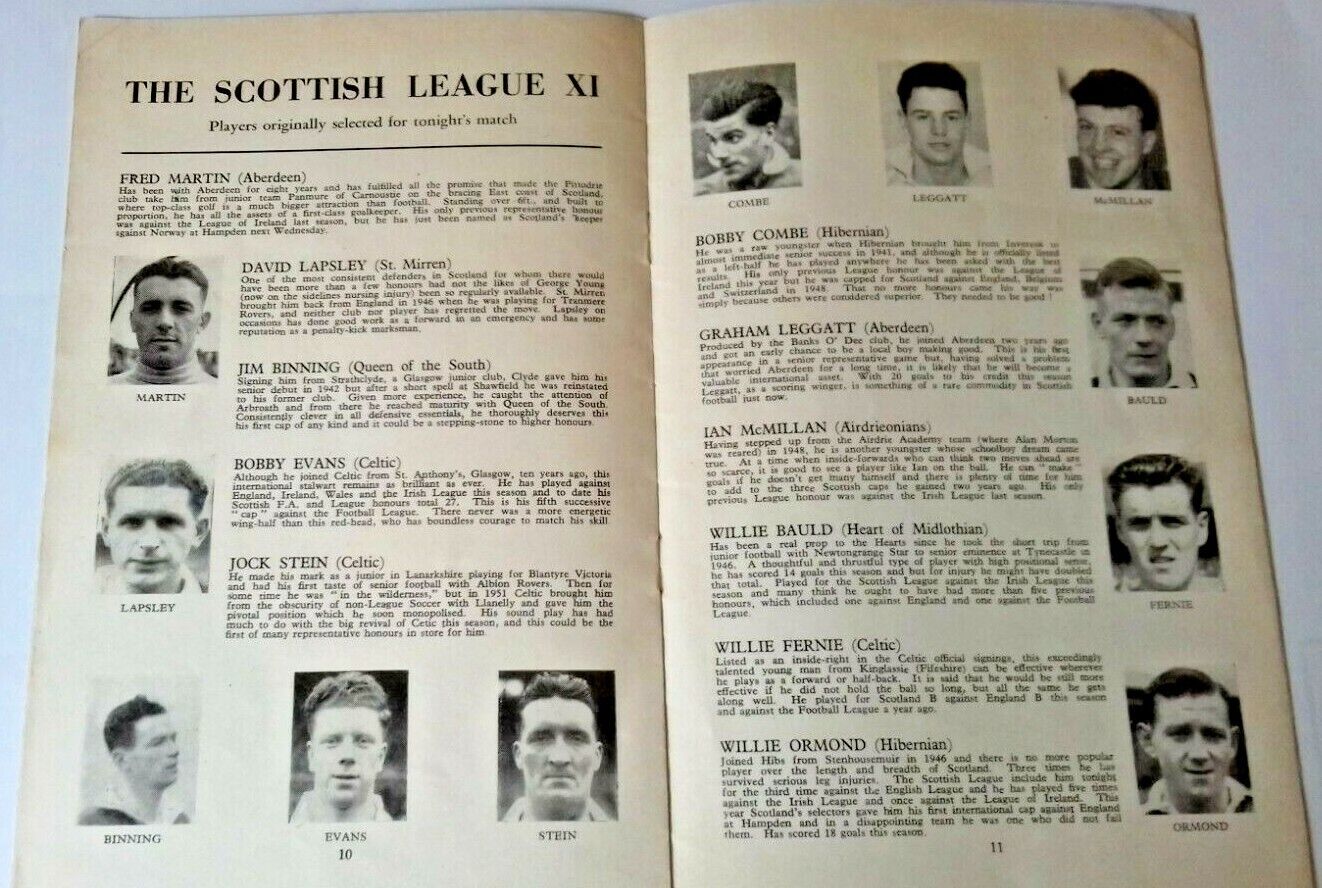 THE SCOTTISH LEAGUE XI
Players originally selected for tonight's match
FRED MARTIN (Aberdeen)
Has been with Aberdeen for eight years and has fulfilled all the promise that made the Pittodrie
club take him from junior team Panmure of Carnoustie on the bracing East coast of Scotland,
where top-class golf is a much bigger attraction than football. Standing over 6ft., and built to
proportion, he has all the assets of a first-class goalkeeper. His only previous representative honour
was against the League of Ireland last season, but he has just been named as Scotland's keeper
against Norway at Hampden next Wednesday.
MARTIN
DAVID LAPSLEY (St. Mirren)
One of the most consistent defenders in Scotland for whom there would
have been more than a few honours had not the likes of George Young
(now on the sidelines nursing injury) been so regularly available. St. Mirren
brought him back from England in 1946 when he was playing for Tranmere
Rovers, and neither club nor player has regretted the move. Lapsley on
occasions has done good work as a forward in an emergency and has some
reputation as a penalty-kick marksman.
JIM BINNING (Queen of the South)
Signing him from Strathclyde, a Glasgow junior club, Clyde gave him his
senior debut in 1942 but after a short spell at Shawfield he was reinstated
to his former club. Given more experience, he caught the attention of
Arbroath and from there he reached maturity with Queen of the South.
Consistently clever in all defensive essentials, he thoroughly deserves this
his first cap of any kind and it could be a stepping-stone to higher honours.
LAPSLEY
BOBBY EVANS (Celtic)
Although he joined Celtic from St. Anthony's, Glasgow, ten years ago, this
international stalwart remains as brilliant as ever. He has played against
England, Ireland, Wales and the Irish League this season and to date his
Scottish F.A. and League honours total 27. This is his fifth successive
"cap" against the Football League. There never was a more energetic
wing-half than this red-head, who has boundless courage to match his skill.
JOCK STEIN (Celtic)
He made his mark as a junior in Lanarkshire playing for Blantyre Victoria
and had his first taste of senior football with Albion Rovers. Then for
some time he was "in the wilderness," but in 1951 Celtic brought him
from the obscurity of non-League Soccer with Llanelly and gave him the
pivotal position which he soon monopolised. His sound play has had
much to do with the big revival of Cetic this season, and this could be the
first of many representative honours in store for him.
BINNING
EVANS
STEIN
10
COMBE
LEGGATT
McMILLAN
BOBBY COMBE (Hibernian)
He was a raw youngster when Hibernian brought him from Inveresk to
almost immediate senior success in 1941, and although he is officially listed
as a left-half he has played anywhere he has been asked with the best
results. His only previous League honour was against the League of
Ireland this year but he was capped for Scotland against England, Belgium
and Switzerland in 1948. That no more honours came his way was
simply because others were considered superior. They needed to be good!
GRAHAM LEGGATT (Aberdeen)
Produced by the Banks O' Dee club, he joined Aberdeen two years ago
and got an early chance to be a local boy making good. This is his first
appearance in a senior representative game but, having solved a problem
that worried Aberdeen for a long time, it is likely that he will become a
valuable international asset. With 20 goals to his credit this season
Leggatt, as a scoring winger, is something of a rare commodity in Scottish
football just now.
BAULD
IAN McMILLAN (Airdrieonians)
Having stepped up from the Airdrie Academy team (where Alan Morton
was reared) in 1948, he is another youngster whose schoolboy dream came
true. At a time when inside-forwards who can think two moves ahead are
so scarce, it is good to see a player like Ian on the ball. He can "make"
goals if he doesn't get many himself and there is plenty of time for him
to add to the three Scottish caps he gained two years ago. His only
previous League honour was against the Irish League last season.
WILLIE BAULD (Heart of Midlothian)
Has been a real prop to the Hearts since he took the short trip from
junior football with Newtongrange Star to senior eminence at Tynecastle in
1946. A thoughtful and thrustful type of player with high positional sense,
he has scored 14 goals this season and but for injury he might have doubled
that total. Played for the Scottish League against the Irish League this
season and many think he ought to have had more than five previous
honours, which included one against England and one against the Football
League.
FERNIE
WILLIE FERNIE (Celtic)
Listed as an inside-right in the Celtic official signings, this exceedingly
talented young man from Kinglassie (Fifeshire) can be effective wherever
he plays as a forward or half-back. It is said that he would be still more
effective if he did not hold the ball so long, but all the same he gets
along well. He played for Scotland B against England B this season
and against the Football League a year ago.
WILLIE ORMOND (Hibernian)
Joined Hibs from Stenhousemuir in 1946 and there is no more popular
player over the length and breadth of Scotland. Three times he has
survived serious leg injuries. The Scottish League include him tonight
for the third time against the English League and he has played five times
against the Irish League and once against the League of Ireland. This
year Scotland's selectors gave him his first international cap against England
at Hampden and in a disappointing team he was one who did not fail
them. Has scored 18 goals this season.
ORMOND
11